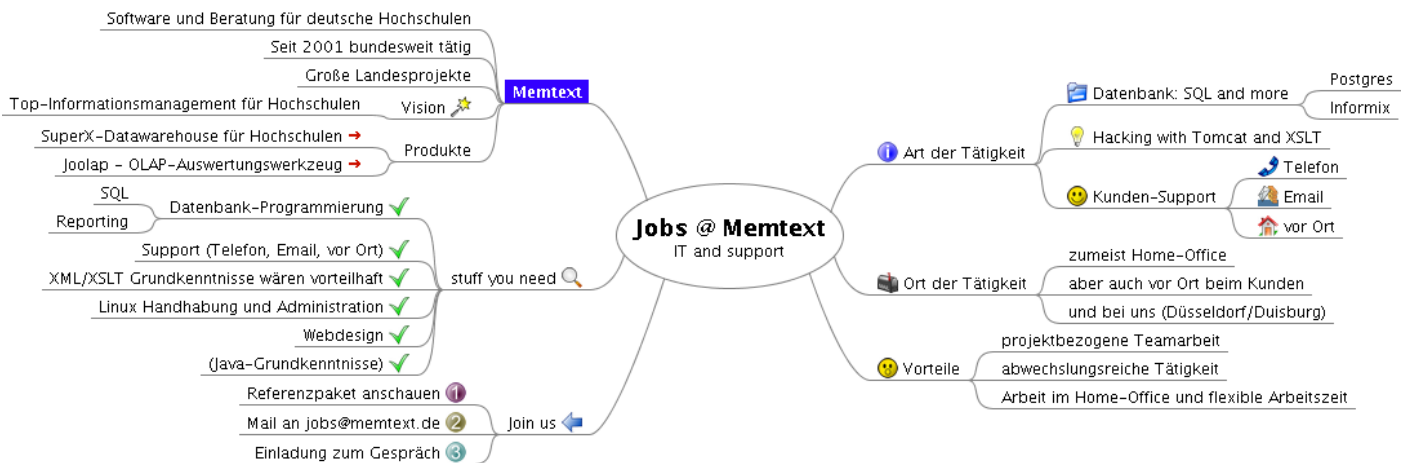 Jobs @ Memtext
IT and support
Memtext
Software und Beratung für deutsche Hochschulen
Seit 2001 bundesweit tätig
Große Landesprojekte
Vision
Top-Informationsmanagement für Hochschulen
Produkte
SuperX-Datawarehouse für Hochschulen
Joolap - OLAP-Auswertungswerkzeug
stuff you need
Datenbank-Programmierung
SQL
Reporting
Support (Telefon, Email, vor Ort)
XML/XSLT Grundkenntnisse wären vorteilhaft
Linux Handhabung und Administration
Webdesign
(Java-Grundkenntnisse)
Join us
Referenzpaket anschauen 1
Mail an jobs@memtext.de 2
Einladung zum Gespräch 3
Art der Tätigkeit
Datenbank: SQL and more
Postgres
Informix
Hacking with Tomcat and XSLT
Kunden-Support
Telefon
Email
vor Ort
Ort der Tätigkeit
zumeist Home-Office
aber auch vor Ort beim Kunden
und bei uns (Düsseldorf/Duisburg)
Vorteile
projektbezogene Teamarbeit
abwechslungsreiche Tätigkeit
Arbeit im Home-Office und flexible Arbeitszeit